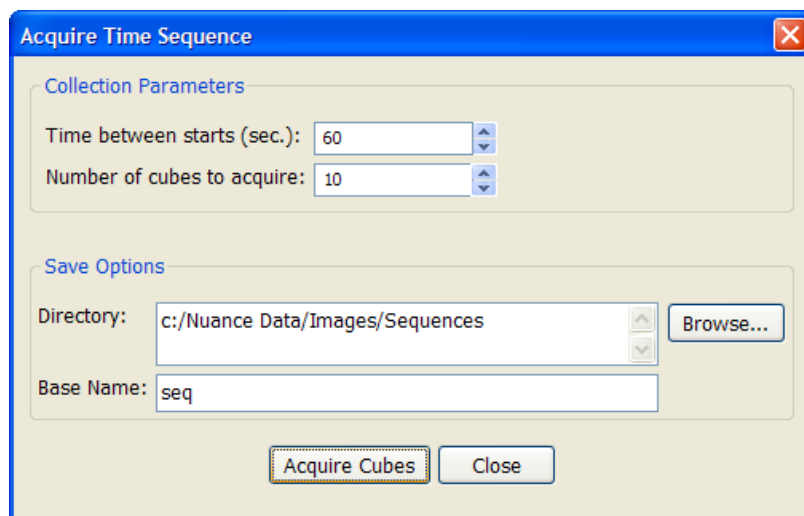 Acquire Time Sequence
Collection Parameters
Time between starts (sec.): 60
Number of cubes to acquire: 10
Save Options
Directory: c:/Nuance Data/Images/Sequences Browse...
Base Name: seq
Acquire Cubes Close